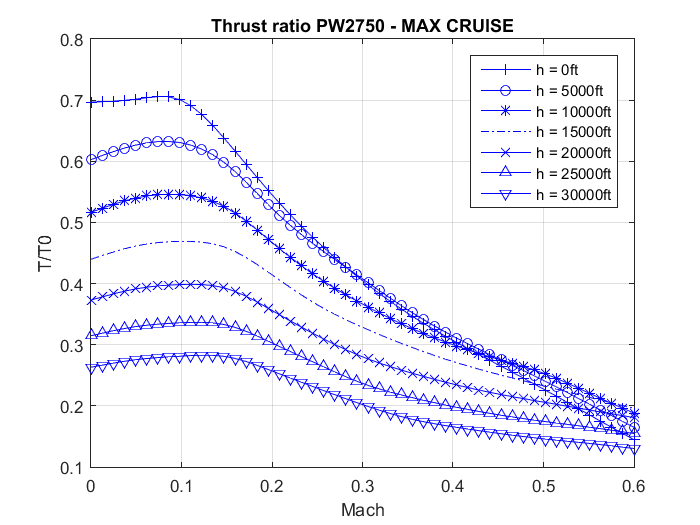 Thrust ratio PW2750 - MAX CRUISE
0.8
0.7
0.6
0.5
0.4
0.3
0.2
0.1
T/T0
h = 0ft
h = 5000ft
h = 10000ft
h = 15000ft
h = 20000ft
h = 25000ft
h = 30000ft
0 0.1 0.2 0.3 0.4 0.5 0.6
Mach